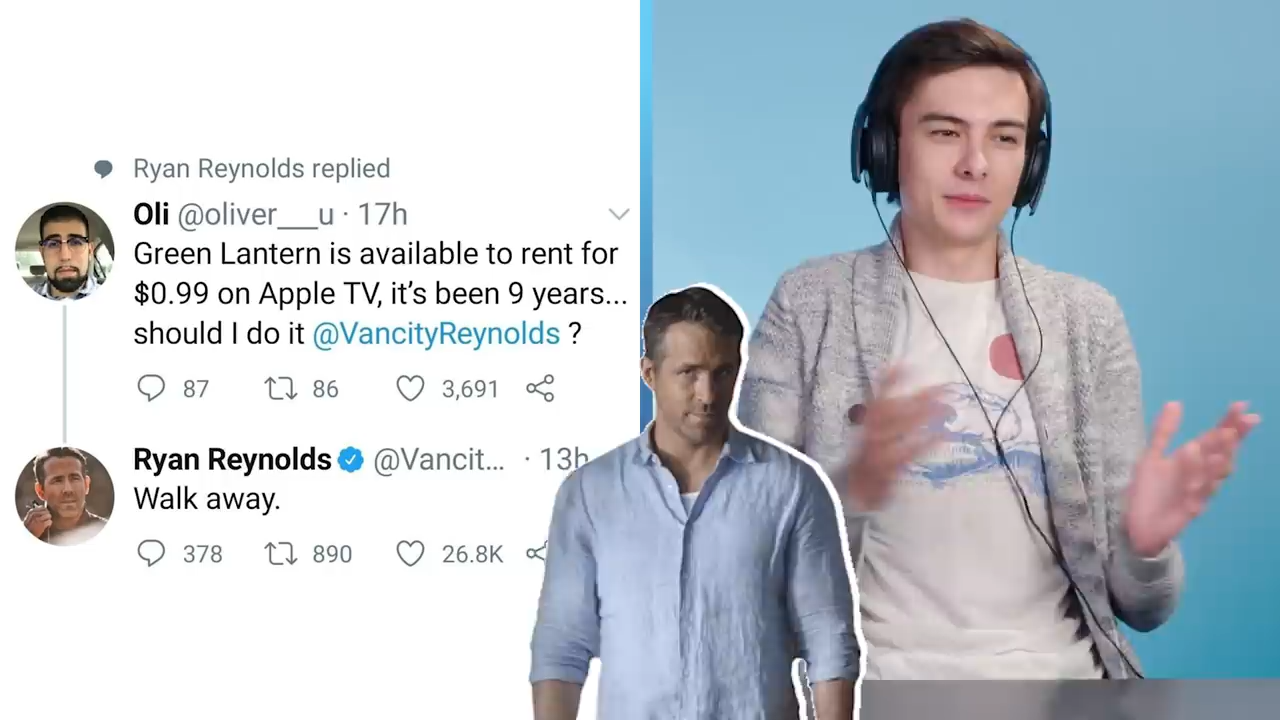 Ryan Reynolds replied
Oli @oliver___u · 17h
Green Lantern is available to rent for
$0.99 on Apple TV, it’s been 9 years...
should I do it @VancityReynolds ?
87 86 3,691
Ryan Reynolds @Vancit... · 13h
Walk away.
378 890 26.8K